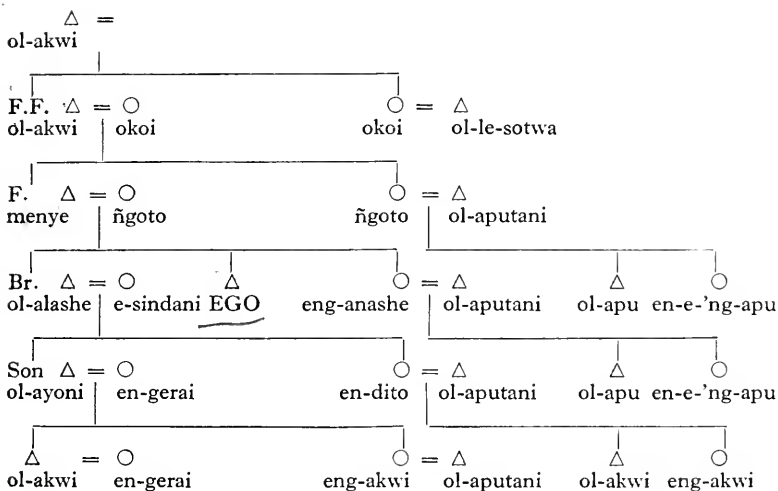 Δ =
ol-akwi
F.F. Δ = O O = Δ
ol-akwi okoi okoi ol-le-sotwa
F. Δ = O O = Δ
menye ñgoto ñgoto ol-aputani
Br. Δ = O Δ O = Δ Δ O
ol-alashe e-sindani EGO eng-anashe ol-aputani ol-apu en-e-'ng-apu
Son Δ = O O = Δ Δ O
ol-ayoni en-gerai en-dito ol-aputani ol-apu en-e-'ng-apu
Δ = O O = Δ Δ O
ol-akwi en-gerai eng-akwi ol-aputani ol-akwi eng-akwi